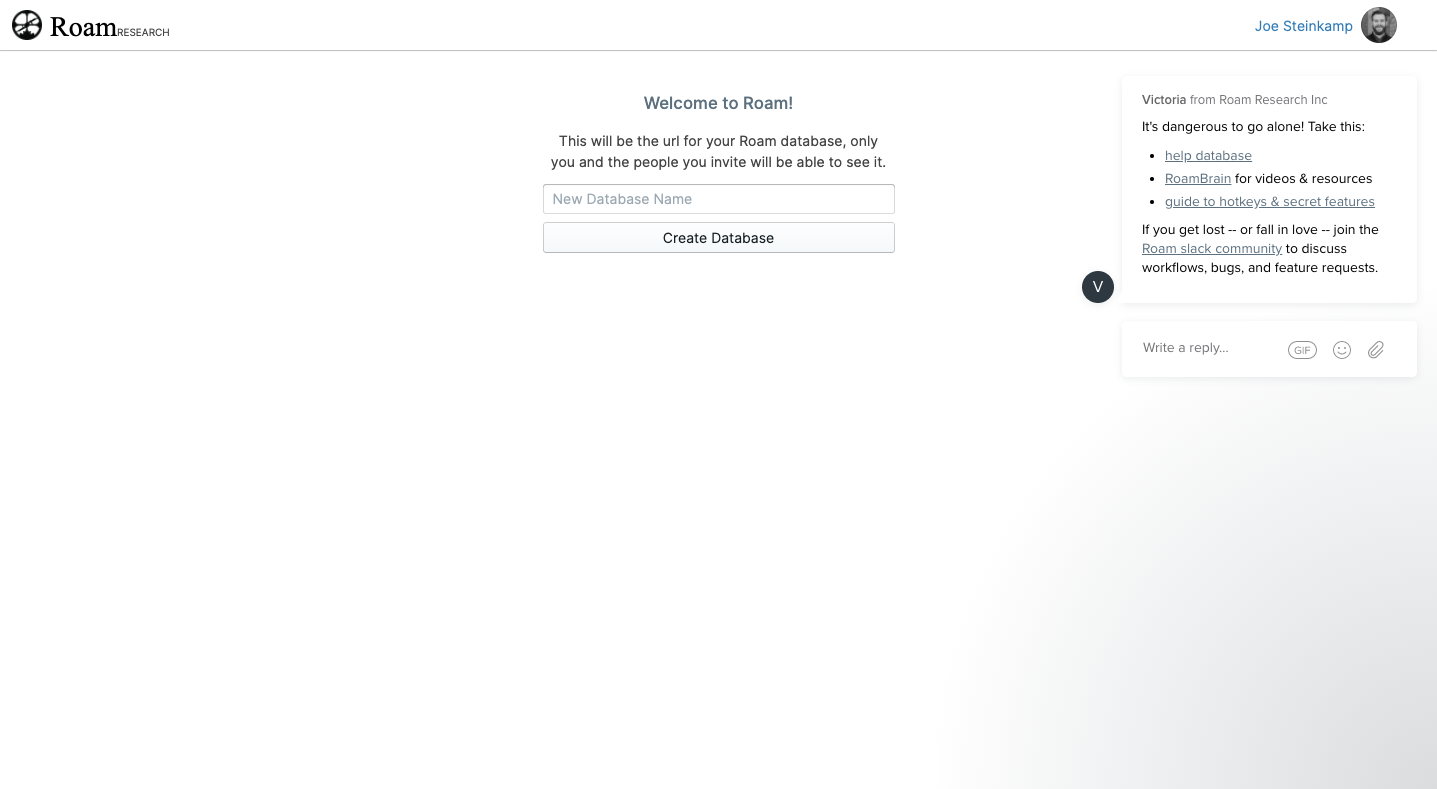 Roam RESEARCH
Joe Steinkamp
Welcome to Roam!
This will be the url for your Roam database, only
you and the people you invite will be able to see it.
New Database Name
Create Database
Victoria from Roam Research Inc
It's dangerous to go alone! Take this:
• help database
• RoamBrain for videos & resources
• guide to hotkeys & secret features
If you get lost -- or fall in love -- join the
Roam slack community to discuss
workflows, bugs, and feature requests.
V
Write a reply...
GIF